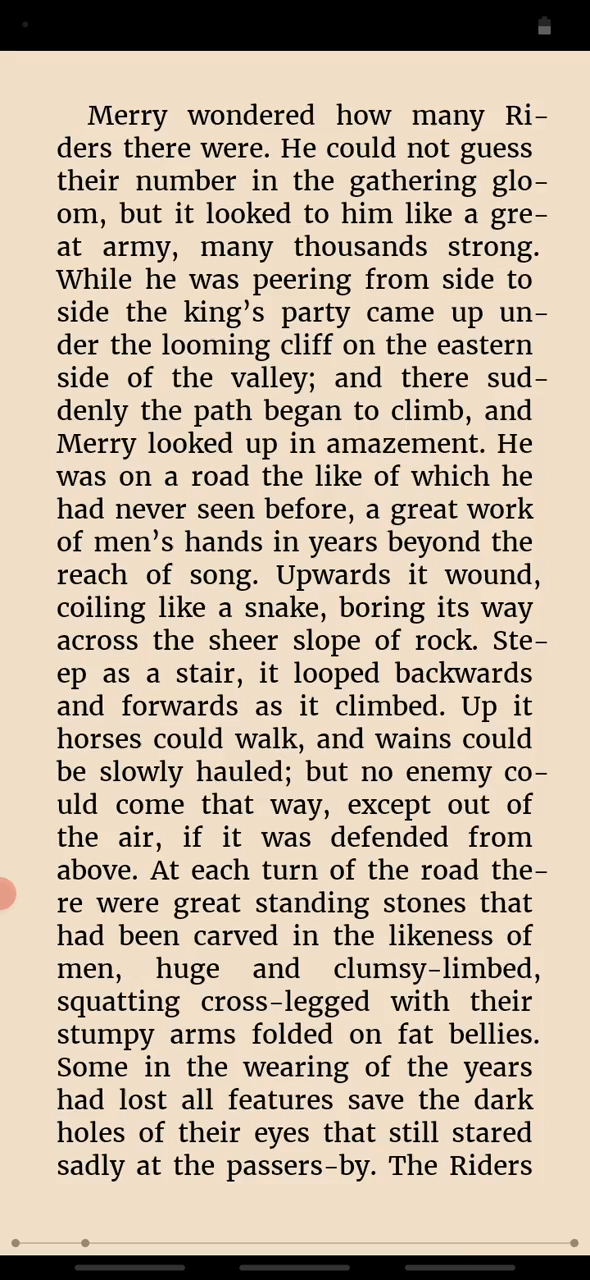 Merry wondered how many Ri-
ders there were. He could not guess
their number in the gathering glo-
om, but it looked to him like a gre-
at army, many thousands strong.
While he was peering from side to
side the king’s party came up un-
der the looming cliff on the eastern
side of the valley; and there sud-
denly the path began to climb, and
Merry looked up in amazement. He
was on a road the like of which he
had never seen before, a great work
of men’s hands in years beyond the
reach of song. Upwards it wound,
coiling like a snake, boring its way
across the sheer slope of rock. Ste-
ep as a stair, it looped backwards
and forwards as it climbed. Up it
horses could walk, and wains could
be slowly hauled; but no enemy co-
uld come that way, except out of
the air, if it was defended from
above. At each turn of the road the-
re were great standing stones that
had been carved in the likeness of
men, huge and clumsy-limbed,
squatting cross-legged with their
stumpy arms folded on fat bellies.
Some in the wearing of the years
had lost all features save the dark
holes of their eyes that still stared
sadly at the passers-by. The Riders